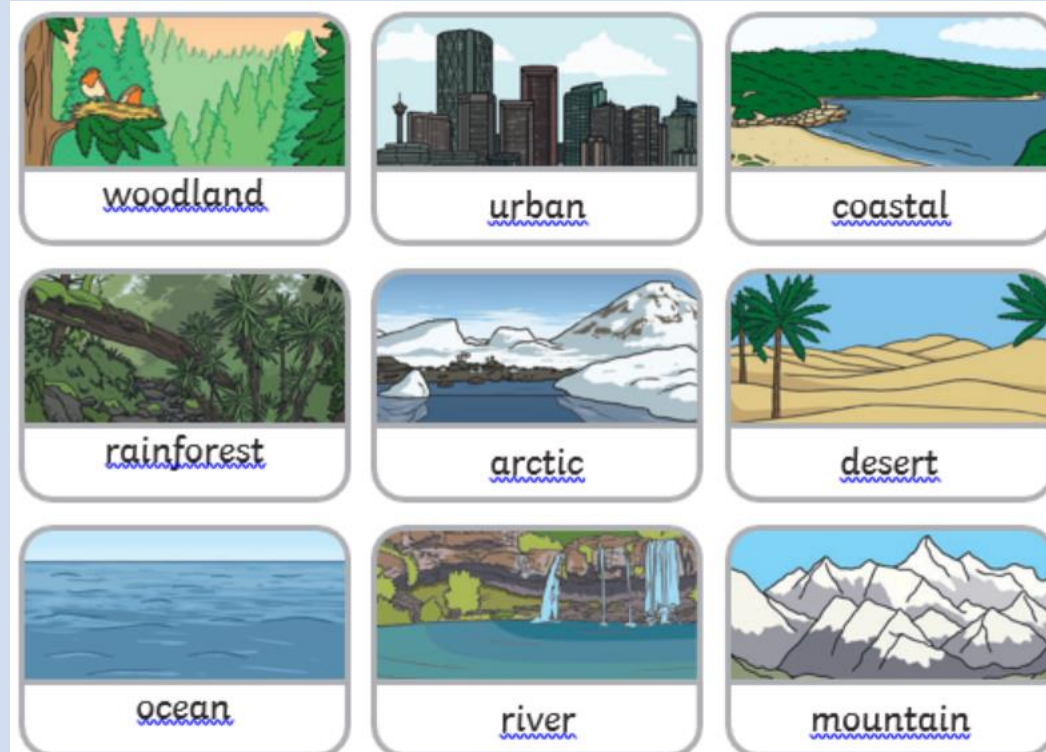 woodland
urban
coastal
rainforest
arctic
desert
ocean
river
mountain